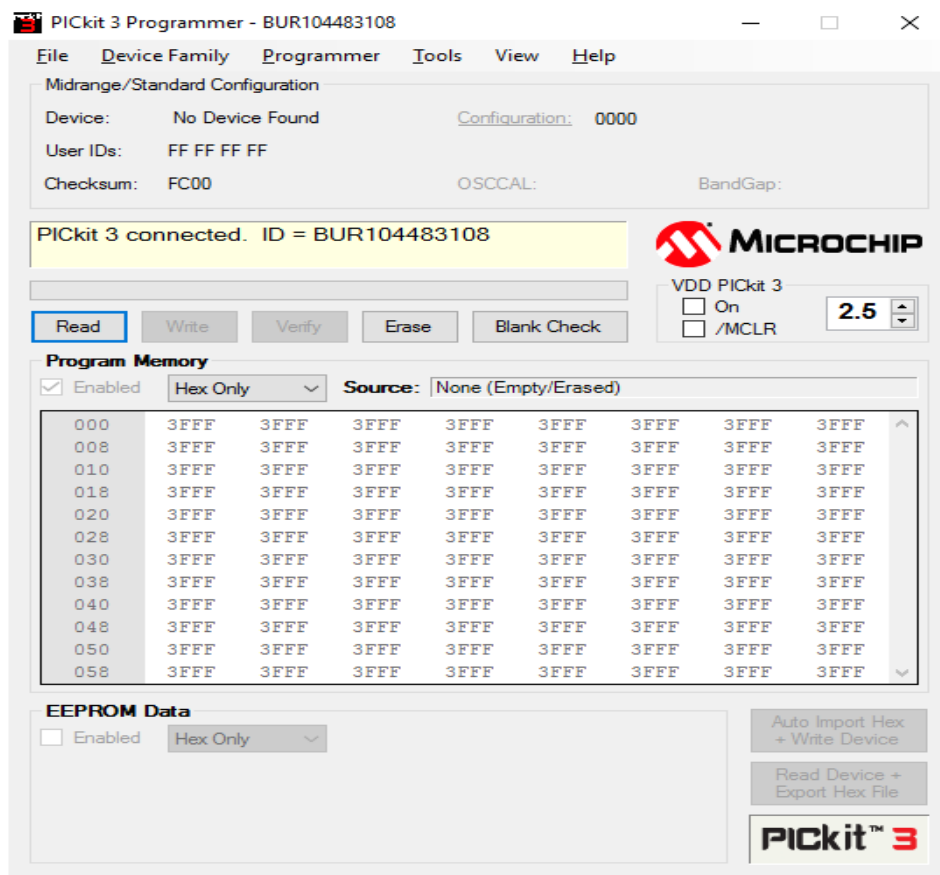 PICkit 3 Programmer - BUR104483108
File Device Family Programmer Tools View Help
Midrange/Standard Configuration
Device: No Device Found Configuration: 0000
User IDs: FF FF FF FF
Checksum: FC00 OSCCAL: BandGap:
PICkit 3 connected. ID = BUR104483108
MICROCHIP
VDD PICkit 3
On
/MCLR
2.5
Read Write Verify Erase Blank Check
Program Memory
Enabled Hex Only Source: None (Empty/Erased)
000 3FFF 3FFF 3FFF 3FFF 3FFF 3FFF 3FFF 3FFF
008 3FFF 3FFF 3FFF 3FFF 3FFF 3FFF 3FFF 3FFF
010 3FFF 3FFF 3FFF 3FFF 3FFF 3FFF 3FFF 3FFF
018 3FFF 3FFF 3FFF 3FFF 3FFF 3FFF 3FFF 3FFF
020 3FFF 3FFF 3FFF 3FFF 3FFF 3FFF 3FFF 3FFF
028 3FFF 3FFF 3FFF 3FFF 3FFF 3FFF 3FFF 3FFF
030 3FFF 3FFF 3FFF 3FFF 3FFF 3FFF 3FFF 3FFF
038 3FFF 3FFF 3FFF 3FFF 3FFF 3FFF 3FFF 3FFF
040 3FFF 3FFF 3FFF 3FFF 3FFF 3FFF 3FFF 3FFF
048 3FFF 3FFF 3FFF 3FFF 3FFF 3FFF 3FFF 3FFF
050 3FFF 3FFF 3FFF 3FFF 3FFF 3FFF 3FFF 3FFF
058 3FFF 3FFF 3FFF 3FFF 3FFF 3FFF 3FFF 3FFF
EEPROM Data
Enabled Hex Only
Auto Import Hex
+ Write Device
Read Device +
Export Hex File
PICkit™ 3